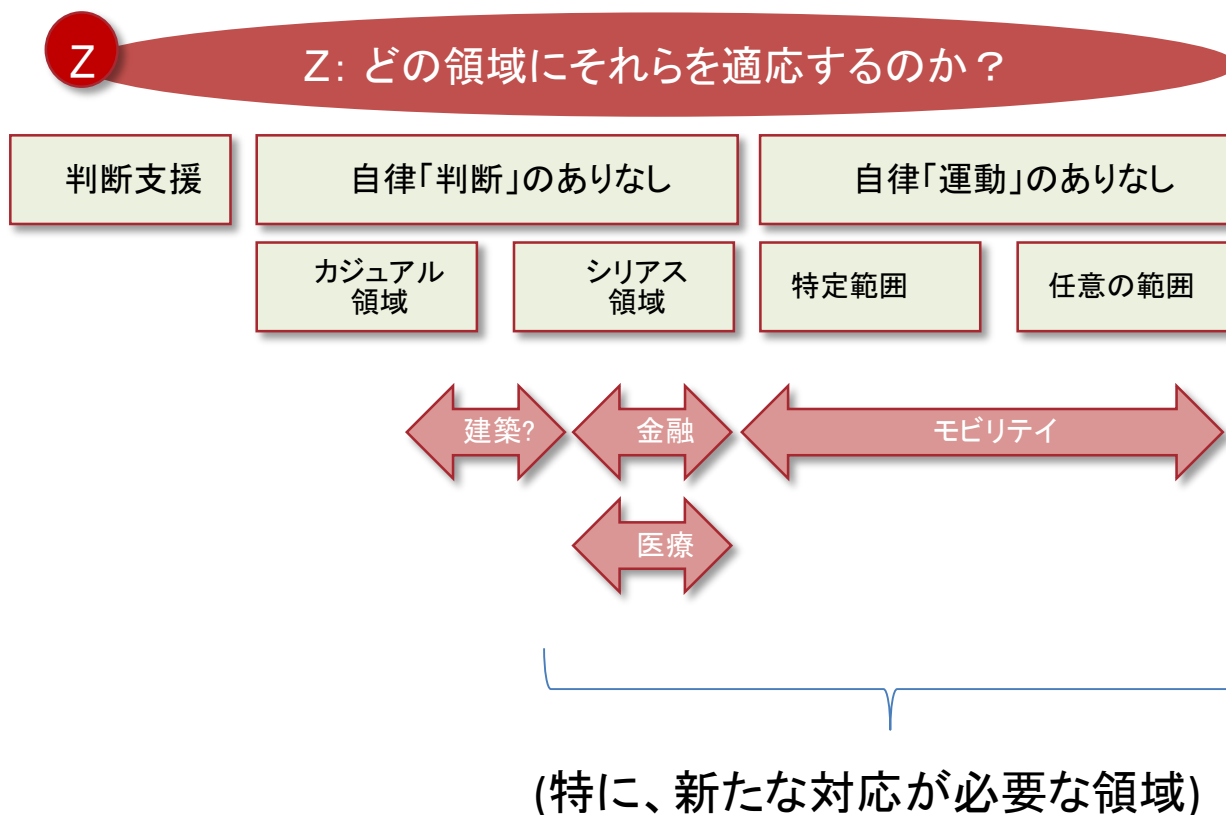 Z
Z: どの領域にそれらを適応するのか？
判断支援
自律「判断」のありなし
自律「運動」のありなし
カジュアル
領域
シリアス
領域
特定範囲
任意の範囲
建築?
金融
モビリテイ
医療
(特に、新たな対応が必要な領域)